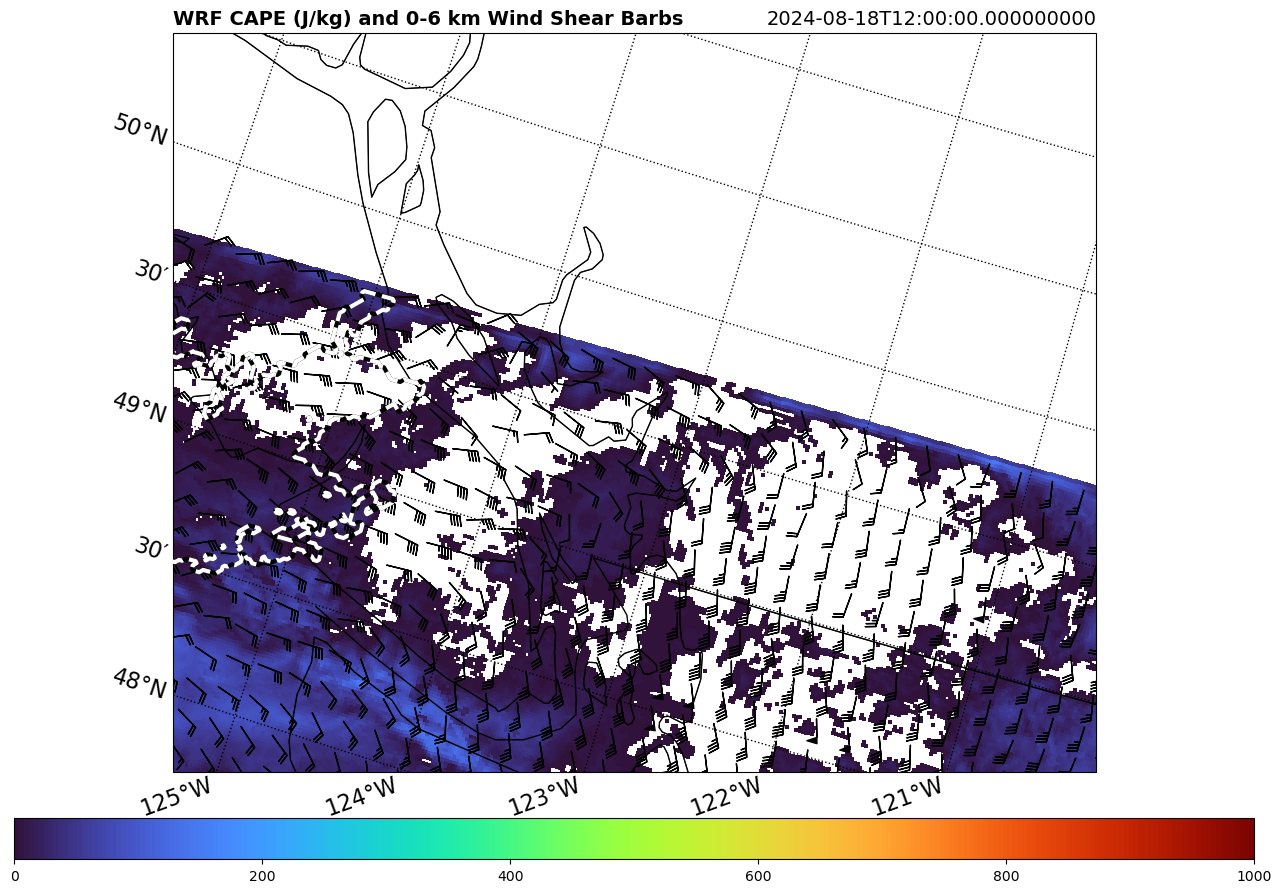 WRF CAPE (J/kg) and 0-6 km Wind Shear Barbs 2024-08-18T12:00:00.000000000
50°N
30′
49°N
30′
48°N
125°W 124°W 123°W 122°W 121°W
0 200 400 600 800 1000